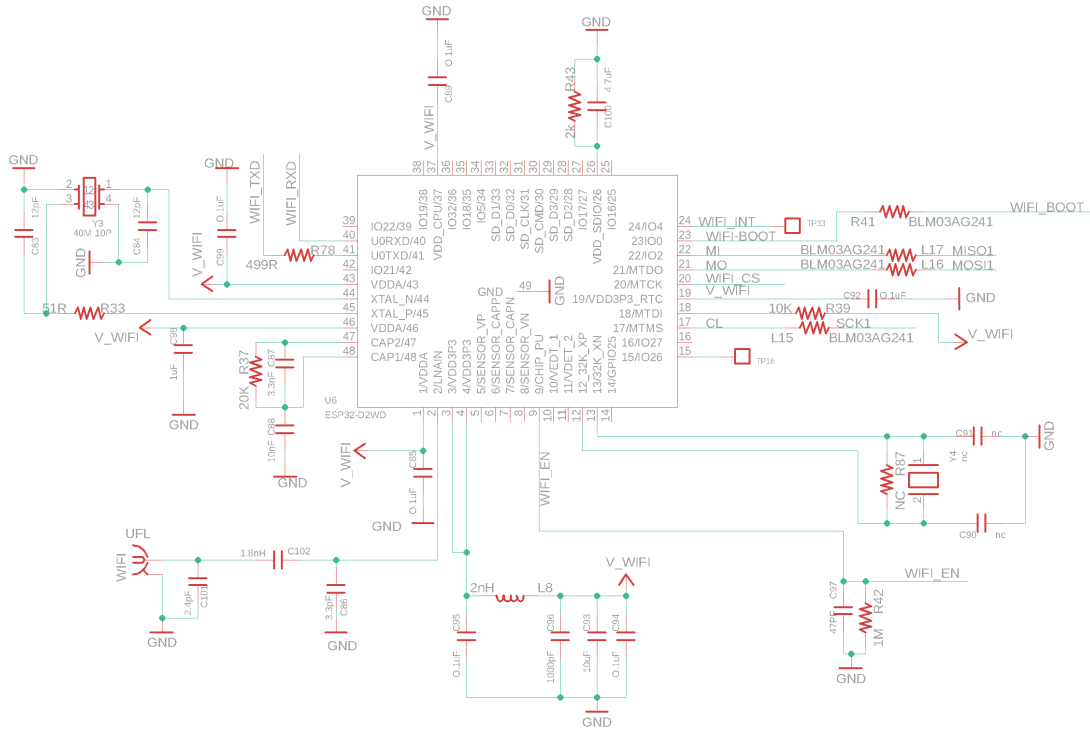 GND
0.1uF
C89
V_WIFI
GND
R43
2k
4.7uF
C100
GND
12pF
C83
2
3
1
4
12
43
Y3
40M 10P
12pF
C84
GND
GND
0.1uF
C99
V_WIFI
WIFI_TXD
WIFI_RXD
R78
499R
51R
R33
V_WIFI
C98
1uF
GND
20K
R37
C87
3.3nF
C88
10nF
GND
38
37
36
35
34
33
32
31
30
29
28
27
26
25
IO19/38
VDD_CPU/37
IO32/36
IO18/35
IO5/34
SD_D1/33
SD_D0/32
SD_CLK/31
SD_CMD/30
SD_D3/29
SD_D2/28
IO17/27
VDD_SDIO/26
IO16/25
39
40
41
42
43
44
45
46
47
48
IO22/39
U0RXD/40
U0TXD/41
IO21/42
VDDA/43
XTAL_N/44
XTAL_P/45
VDDA/46
CAP2/47
CAP1/48
GND
49
GND
24/IO4
23IO0
22/IO2
21/MTDO
20/MTCK
19/VDD3P3_RTC
18/MTDI
17/MTMS
16/IO27
15/IO26
24
23
22
21
20
19
18
17
16
15
1/VDDA
2/LNAIN
3/VDD3P3
4/VDD3P3
5/SENSOR_VP
6/SENSOR_CAPP
7/SENSOR_CAPN
8/SENSOR_VN
9/CHIP_PU
10/VEDT_1
11/VDET_2
12_32K_XP
13/32K_XN
14/GPIO25
1
2
3
4
5
6
7
8
9
10
11
12
13
14
U6
ESP32-D2WD
WIFI_INT
TP33
WIFI-BOOT
R41
BLM03AG241
WIFI_BOOT
MI
BLM03AG241
L17
MISO1
MO
BLM03AG241
L16
MOSI1
WIFI_CS
V_WIFI
C92
0.1uF
GND
10K
R39
V_WIFI
CL
L15
SCK1
BLM03AG241
TP16
V_WIFI
C85
0.1uF
GND
WIFI_EN
C91
nc
GND
R87
NC
1
2
Y4
nc
C90
nc
UFL
WIFI
2.4pF
C101
GND
1.8nH
C102
3.3pF
C86
GND
2nH
L8
V_WIFI
C95
0.1uF
C96
1000pF
C93
10uF
C94
0.1uF
GND
WIFI_EN
C97
47PF
R42
1M
GND